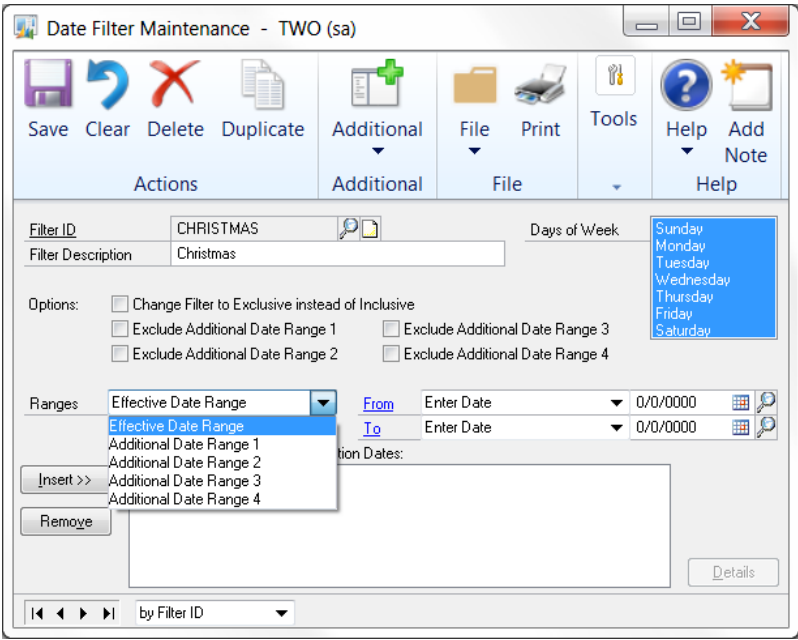 Date Filter Maintenance - TWO (sa)
Save Clear Delete Duplicate Additional File Print Tools Help Add Note
Actions Additional File Help
Filter ID CHRISTMAS Days of Week
Filter Description Christmas
Sunday
Monday
Tuesday
Wednesday
Thursday
Friday
Saturday
Options: Change Filter to Exclusive instead of Inclusive
Exclude Additional Date Range 1 Exclude Additional Date Range 3
Exclude Additional Date Range 2 Exclude Additional Date Range 4
Ranges Effective Date Range From Enter Date 0/0/0000
Effective Date Range To Enter Date 0/0/0000
Additional Date Range 1 tion Dates:
Additional Date Range 2
Insert >> Additional Date Range 3
Additional Date Range 4
Remove
Details
by Filter ID